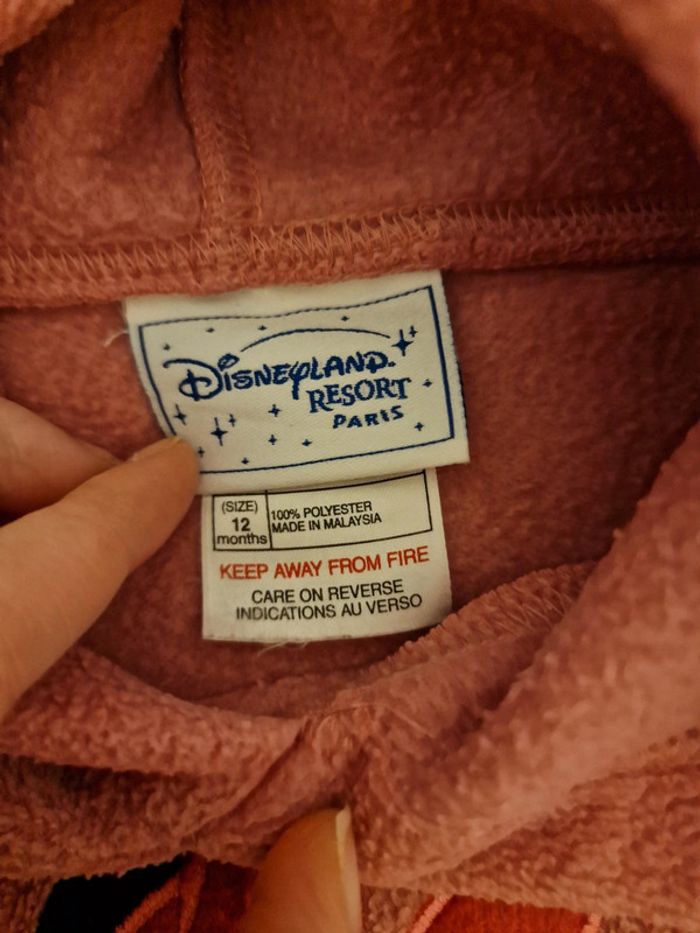 DISNEYLAND
RESORT
PARIS
(SIZE)
12
months
100% POLYESTER
MADE IN MALAYSIA
KEEP AWAY FROM FIRE
CARE ON REVERSE
INDICATIONS AU VERSO